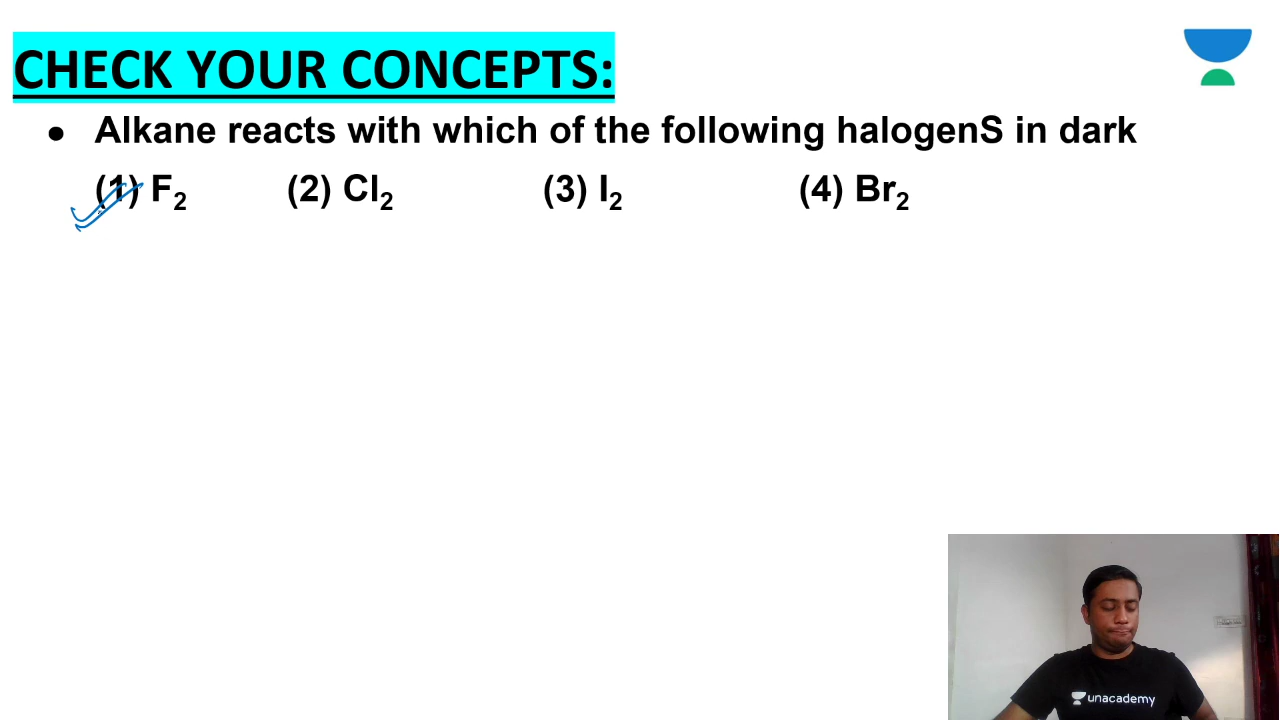 CHECK YOUR CONCEPTS:
● Alkane reacts with which of the following halogenS in dark
(1) F₂ (2) Cl₂ (3) I₂ (4) Br₂
unacademy